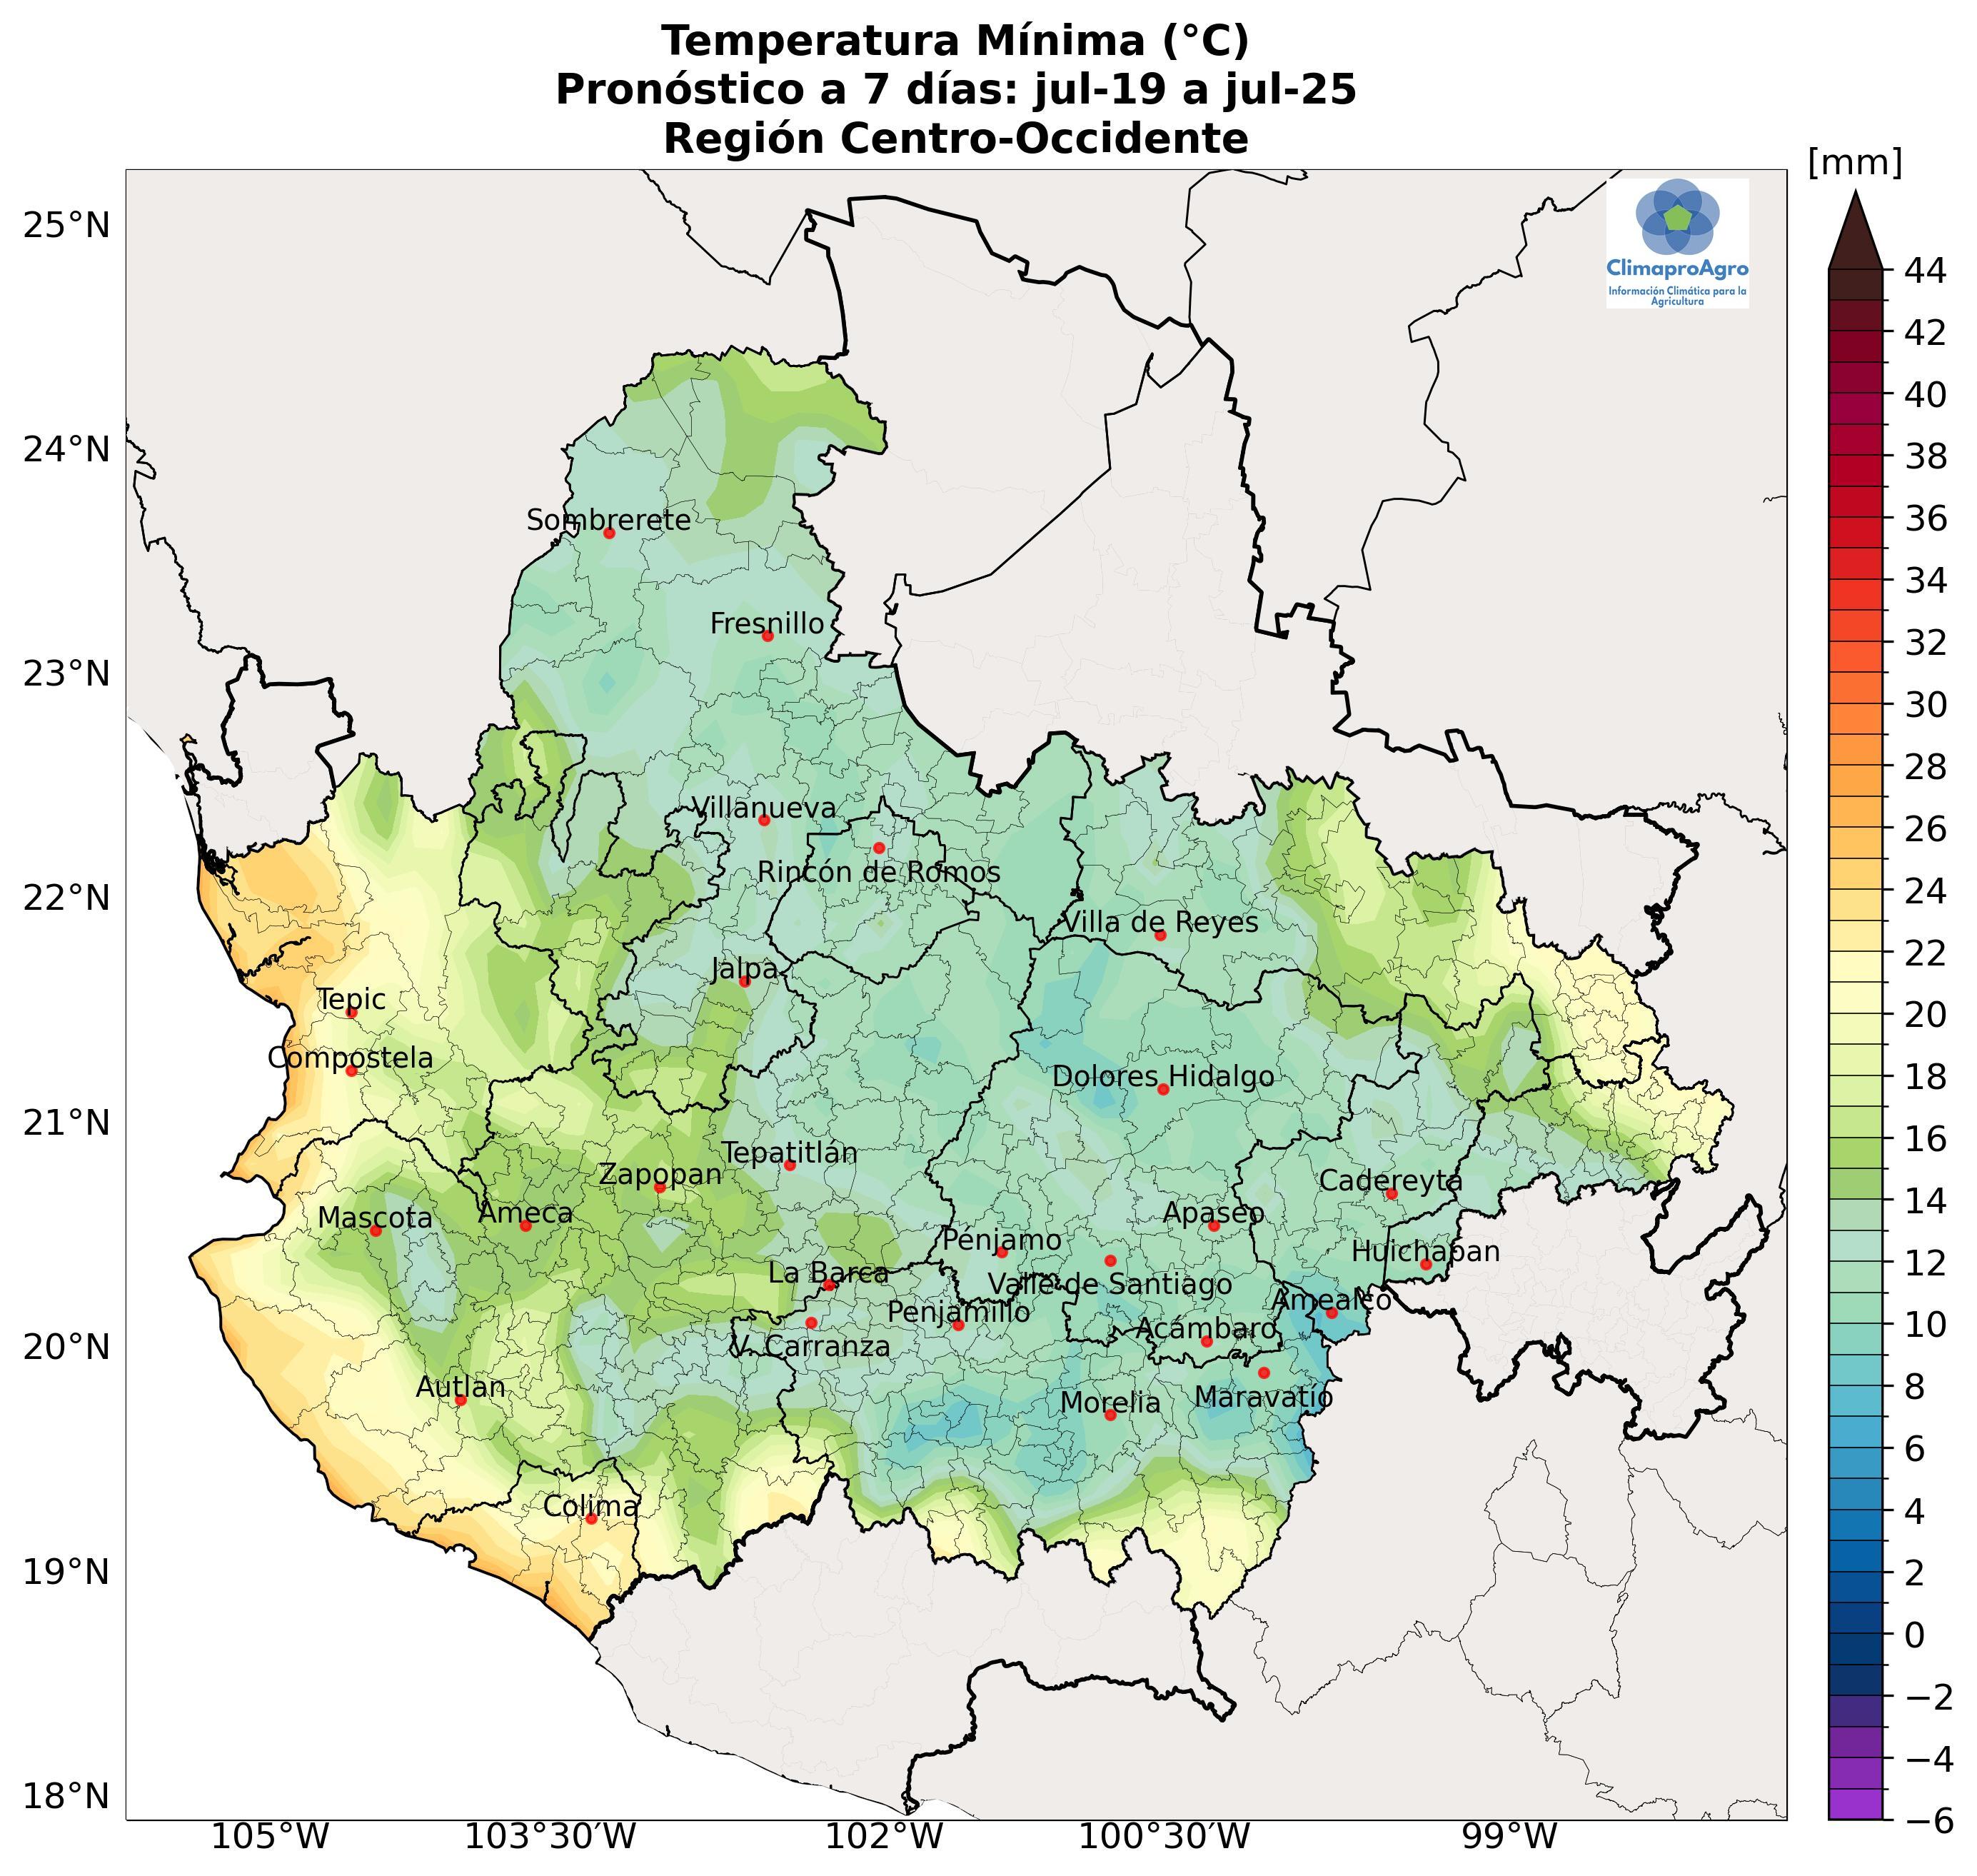 Temperatura Mínima (°C)
Pronóstico a 7 días: jul-19 a jul-25
Región Centro-Occidente
[mm]
ClimaproAgro
Información Climática para la
Agricultura
25°N
24°N
23°N
22°N
21°N
20°N
19°N
18°N
Sombrerete
Fresnillo
Villanueva
Rincón de Romos
Villa de Reyes
Jalpa
Tepic
Compostela
Dolores Hidalgo
Tepatitlán
Zapopan
Cadereyta
Mascota
Ameca
Apaseo
Pénjamo
Huichapan
La Barca
Valle de Santiago
Amealco
Penjamillo
Acámbaro
V. Carranza
Autlan
Morelia
Maravatío
Colima
105°W
103°30′W
102°W
100°30′W
99°W
44
42
40
38
36
34
32
30
28
26
24
22
20
18
16
14
12
10
8
6
4
2
0
−2
−4
−6